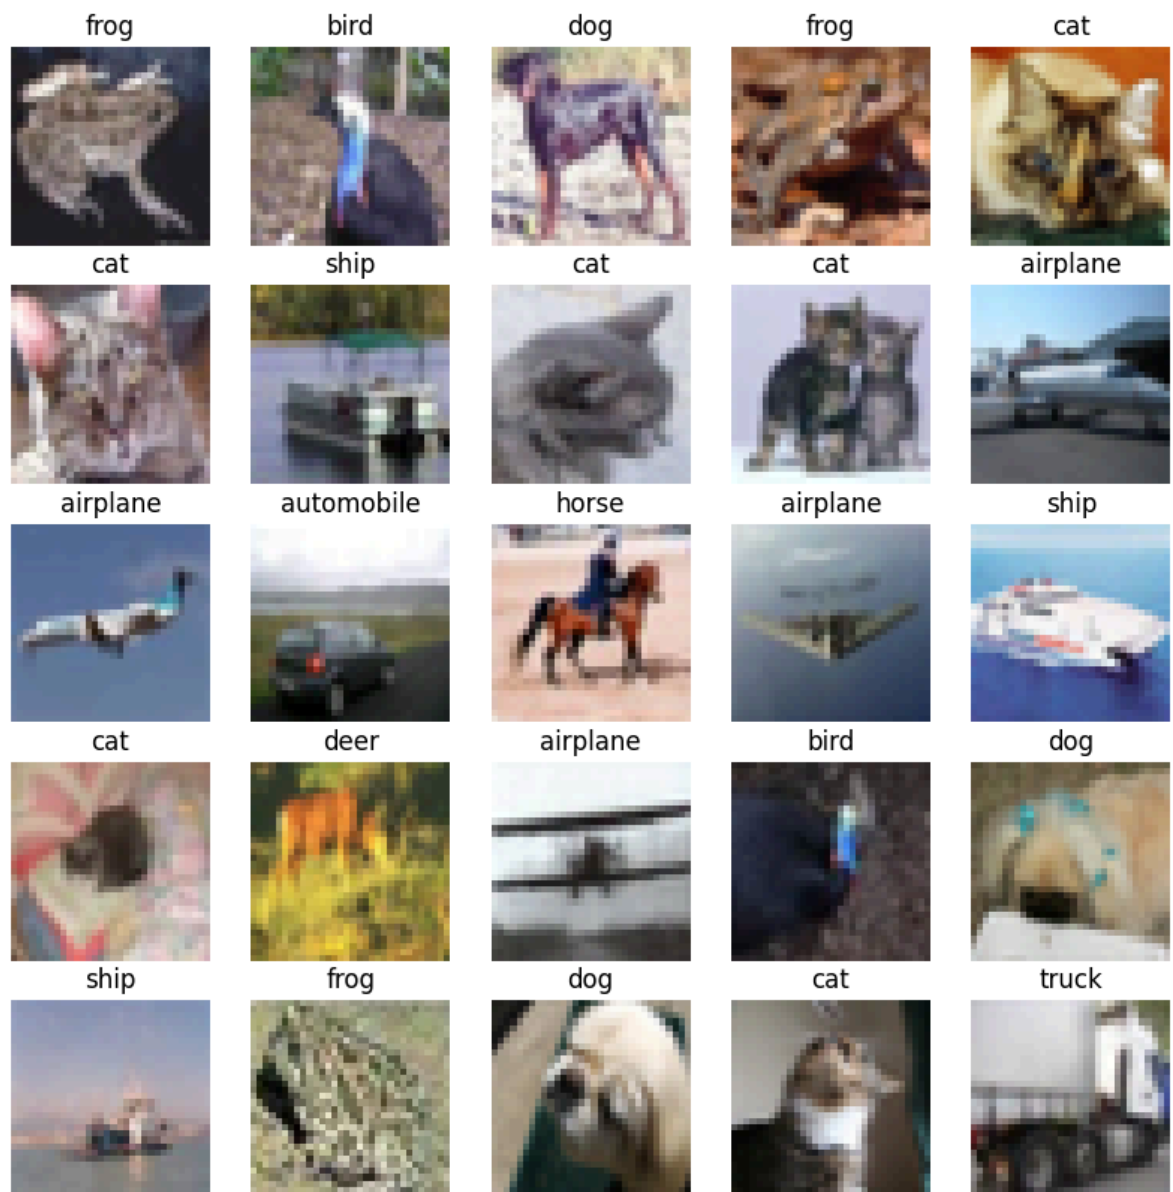 frog bird dog frog cat
cat ship cat cat airplane
airplane automobile horse airplane ship
cat deer airplane bird dog
ship frog dog cat truck